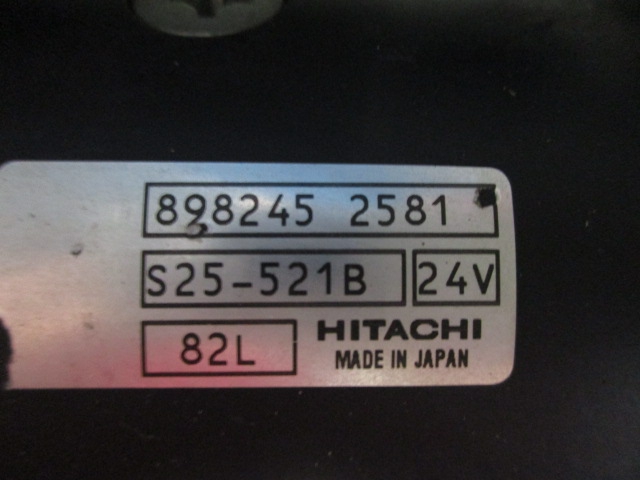 898245 2581
S25-521B 24V
82L HITACHI
MADE IN JAPAN